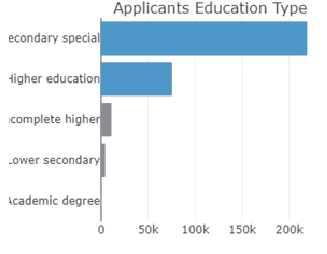 Applicants Education Type
econdary special
Higher education
ncomplete higher
Lower secondary
Academic degree
0 50k 100k 150k 200k